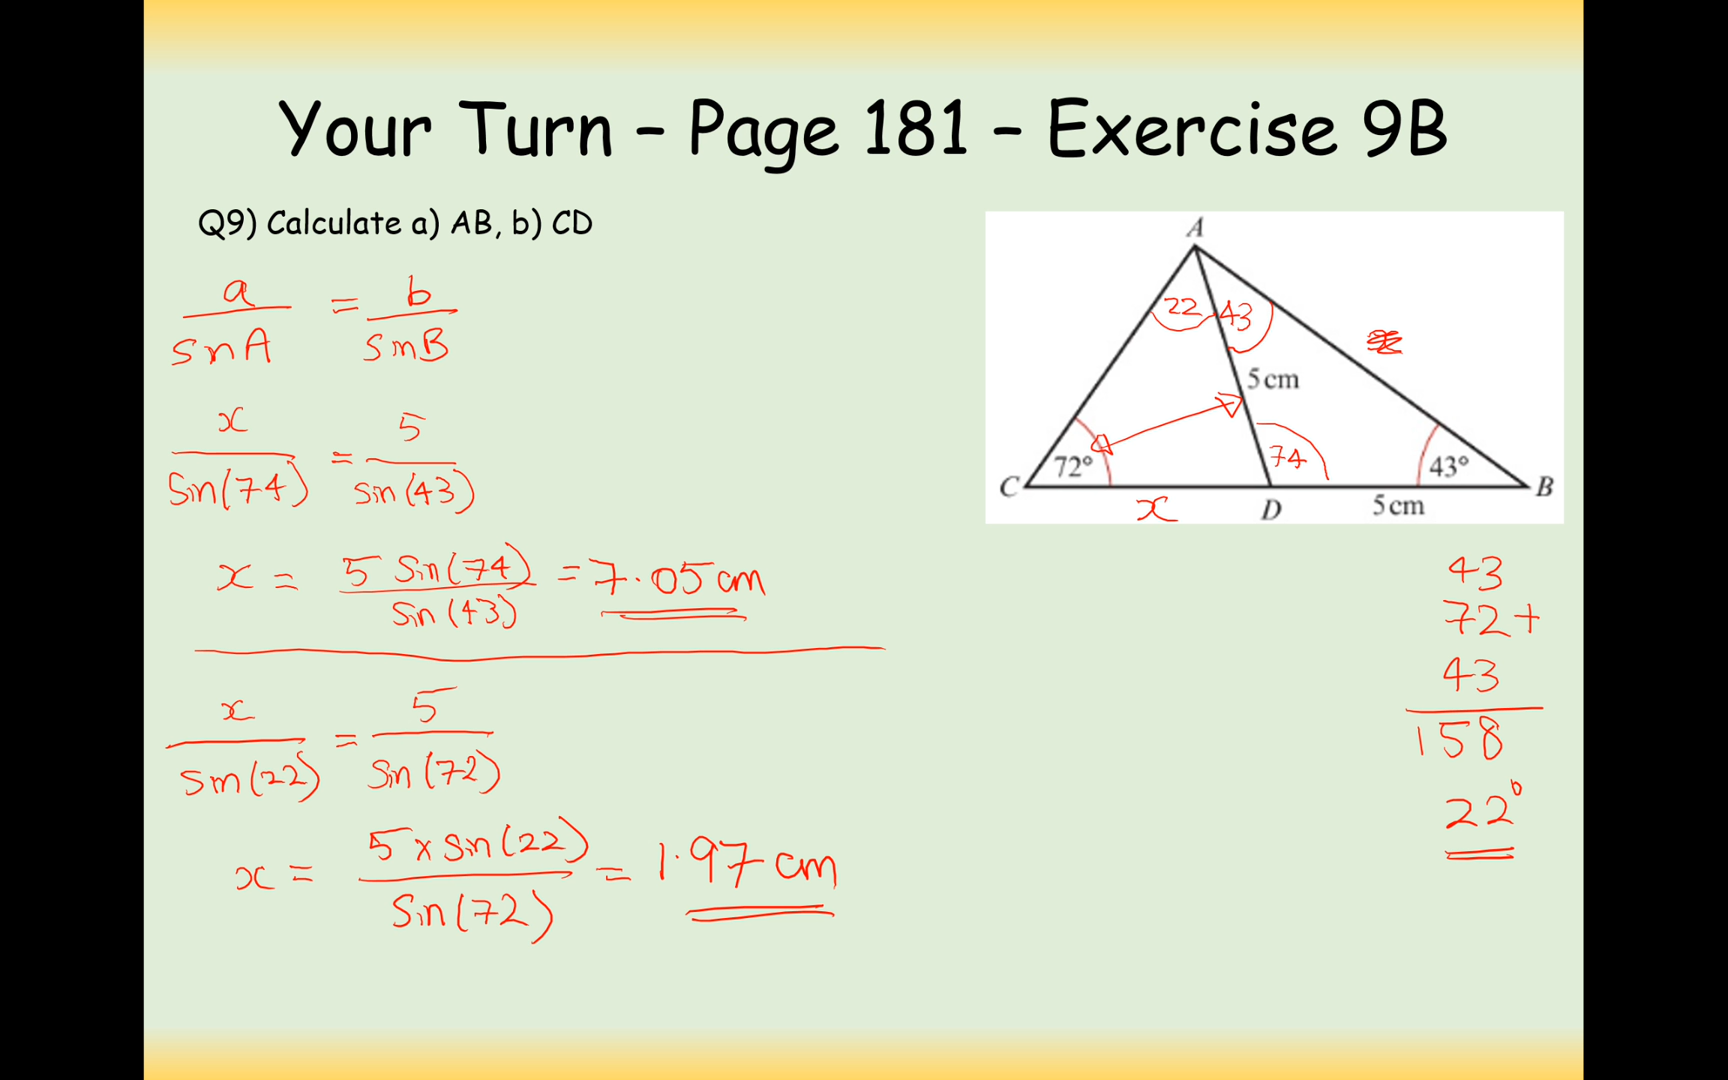 Your Turn – Page 181 – Exercise 9B
Q9) Calculate a) AB, b) CD
a/sinA = b/sinB
x/sin(74) = 5/sin(43)
x = 5 sin(74)/sin(43) = 7.05cm
x/sin(22) = 5/sin(72)
x = 5 x sin(22)/sin(72) = 1.97 cm
A
22 43
5 cm
72° 74 43°
C x D 5 cm B
43
72 +
43
158
22°